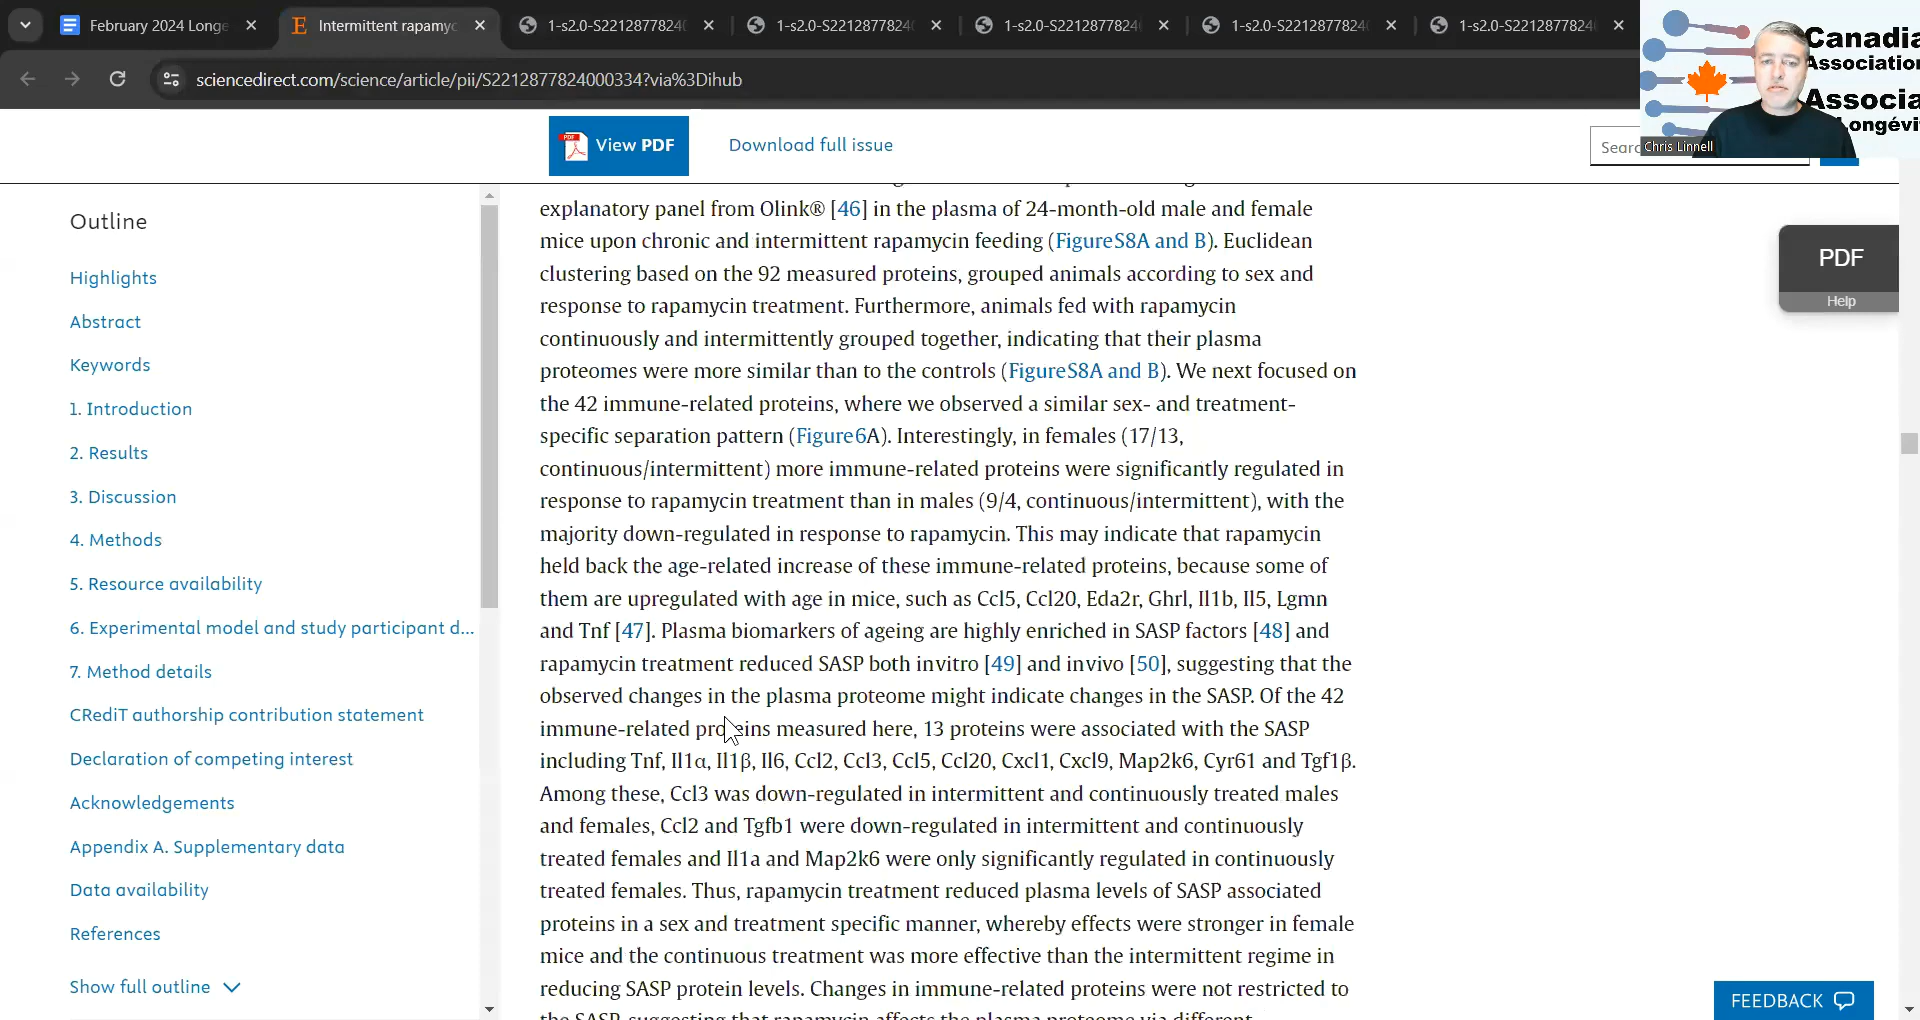 February 2024 Longe
Intermittent rapamyc
1-s2.0-S221287782400
1-s2.0-S22128778240
1-s2.0-S22128778240
1-s2.0-S22128778240
1-s2.0-S22128778240
sciencedirect.com/science/article/pii/S2212877824000334?via%3Dihub
Canadia
Association
Associa
Longévi
Chris Linnell
View PDF
Download full issue
Searc
PDF
Help
Outline
Highlights
Abstract
Keywords
1. Introduction
2. Results
3. Discussion
4. Methods
5. Resource availability
6. Experimental model and study participant d...
7. Method details
CRediT authorship contribution statement
Declaration of competing interest
Acknowledgements
Appendix A. Supplementary data
Data availability
References
Show full outline
explanatory panel from Olink® [46] in the plasma of 24-month-old male and female
mice upon chronic and intermittent rapamycin feeding (FigureS8A and B). Euclidean
clustering based on the 92 measured proteins, grouped animals according to sex and
response to rapamycin treatment. Furthermore, animals fed with rapamycin
continuously and intermittently grouped together, indicating that their plasma
proteomes were more similar than to the controls (FigureS8A and B). We next focused on
the 42 immune-related proteins, where we observed a similar sex- and treatment-
specific separation pattern (Figure6A). Interestingly, in females (17/13,
continuous/intermittent) more immune-related proteins were significantly regulated in
response to rapamycin treatment than in males (9/4, continuous/intermittent), with the
majority down-regulated in response to rapamycin. This may indicate that rapamycin
held back the age-related increase of these immune-related proteins, because some of
them are upregulated with age in mice, such as Ccl5, Ccl20, Eda2r, Ghrl, Il1b, Il5, Lgmn
and Tnf [47]. Plasma biomarkers of ageing are highly enriched in SASP factors [48] and
rapamycin treatment reduced SASP both invitro [49] and invivo [50], suggesting that the
observed changes in the plasma proteome might indicate changes in the SASP. Of the 42
immune-related proteins measured here, 13 proteins were associated with the SASP
including Tnf, Il1α, Il1β, Il6, Ccl2, Ccl3, Ccl5, Ccl20, Cxcl1, Cxcl9, Map2k6, Cyr61 and Tgf1β.
Among these, Ccl3 was down-regulated in intermittent and continuously treated males
and females, Ccl2 and Tgfb1 were down-regulated in intermittent and continuously
treated females and Il1a and Map2k6 were only significantly regulated in continuously
treated females. Thus, rapamycin treatment reduced plasma levels of SASP associated
proteins in a sex and treatment specific manner, whereby effects were stronger in female
mice and the continuous treatment was more effective than the intermittent regime in
reducing SASP protein levels. Changes in immune-related proteins were not restricted to
the SASP, suggesting that rapamycin affects the plasma proteome via different
FEEDBACK